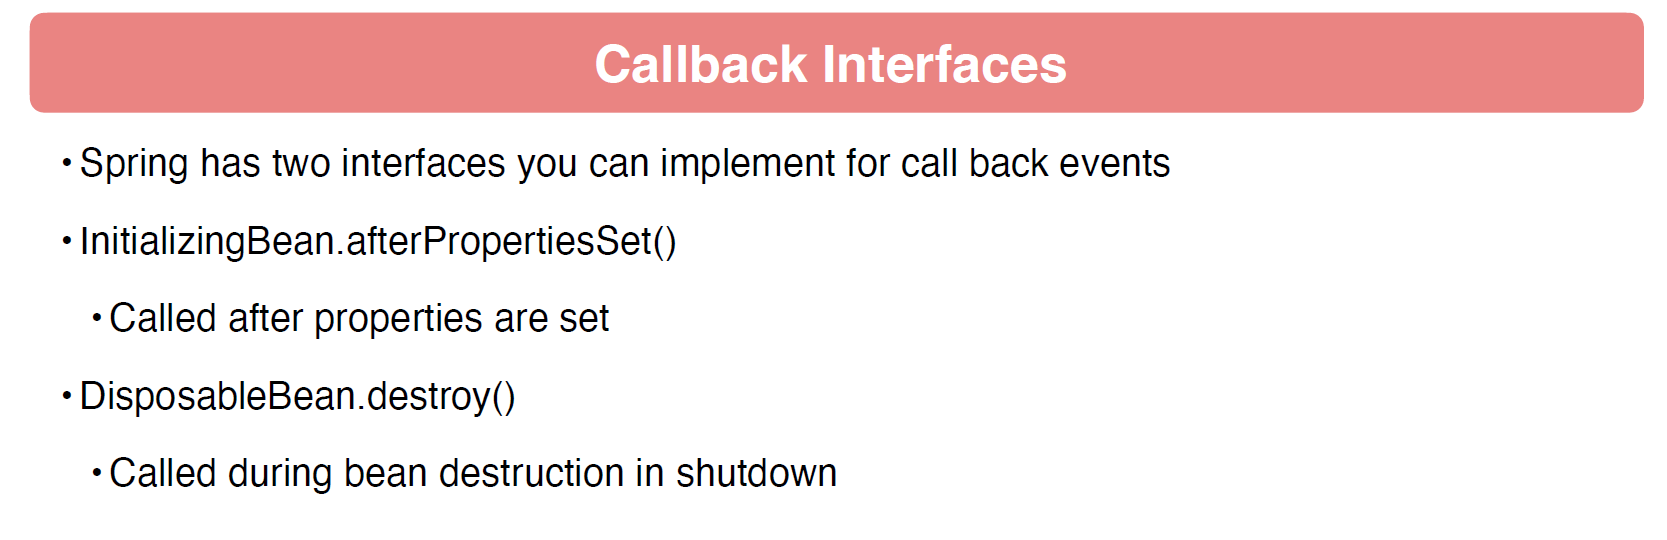 Callback Interfaces
• Spring has two interfaces you can implement for call back events
• InitializingBean.afterPropertiesSet()
• Called after properties are set
• DisposableBean.destroy()
• Called during bean destruction in shutdown